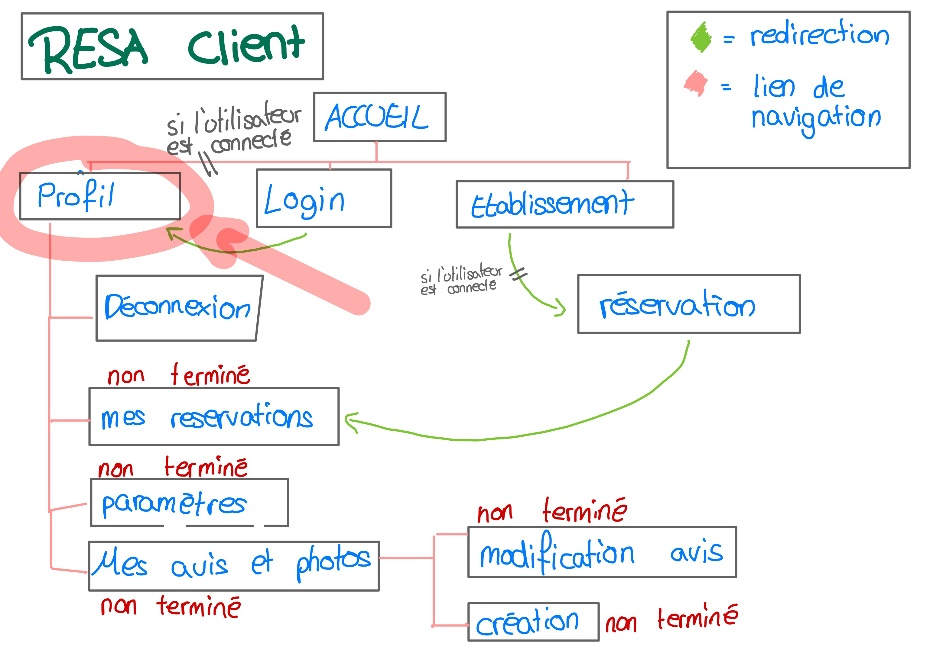 RESA Client
= redirection
= lien de
navigation
si l'utilisateur
est connecté
ACCUEIL
Profil
Login
Etablissement
si l'utilisateur
est connecté
Déconnexion
réservation
non terminé
mes reservations
non terminé
paramètres
Mes avis et photos
non terminé
non terminé
modification avis
création non terminé